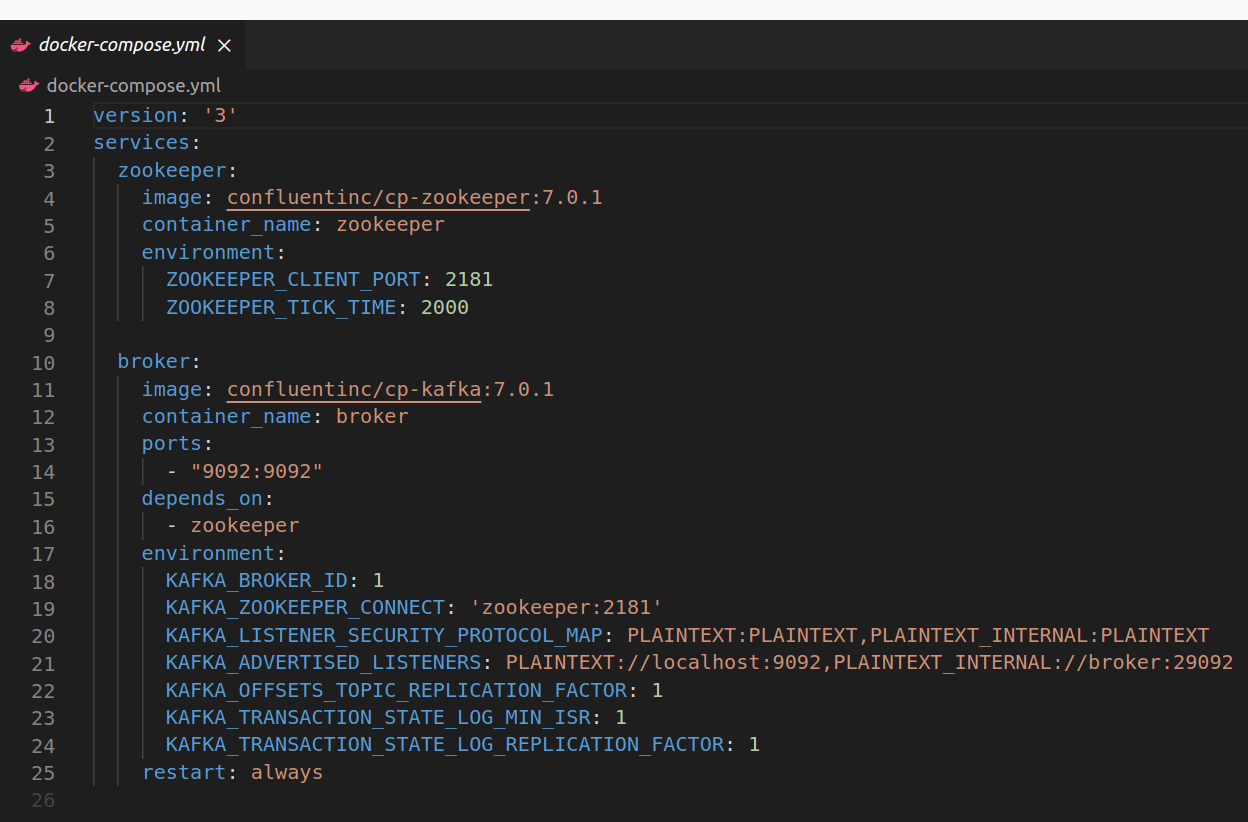 docker-compose.yml
docker-compose.yml
1 version: '3'
2 services:
3   zookeeper:
4     image: confluentinc/cp-zookeeper:7.0.1
5     container_name: zookeeper
6     environment:
7       ZOOKEEPER_CLIENT_PORT: 2181
8       ZOOKEEPER_TICK_TIME: 2000
9
10   broker:
11     image: confluentinc/cp-kafka:7.0.1
12     container_name: broker
13     ports:
14       - "9092:9092"
15     depends_on:
16       - zookeeper
17     environment:
18       KAFKA_BROKER_ID: 1
19       KAFKA_ZOOKEEPER_CONNECT: 'zookeeper:2181'
20       KAFKA_LISTENER_SECURITY_PROTOCOL_MAP: PLAINTEXT:PLAINTEXT,PLAINTEXT_INTERNAL:PLAINTEXT
21       KAFKA_ADVERTISED_LISTENERS: PLAINTEXT://localhost:9092,PLAINTEXT_INTERNAL://broker:29092
22       KAFKA_OFFSETS_TOPIC_REPLICATION_FACTOR: 1
23       KAFKA_TRANSACTION_STATE_LOG_MIN_ISR: 1
24       KAFKA_TRANSACTION_STATE_LOG_REPLICATION_FACTOR: 1
25     restart: always
26